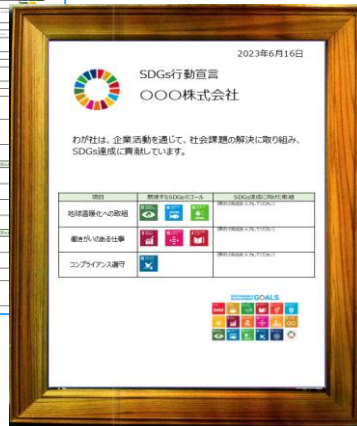 2023年6月16日
SDGs行動宣言
〇〇〇株式会社
わが社は、企業活動を通じて、社会課題の解決に取り組み、
SDGs達成に貢献しています。
項目 関連するSDGsのゴール SDGs達成に向けた取組
地球温暖化への取組
働きがいのある仕事
コンプライアンス遵守
GOALS